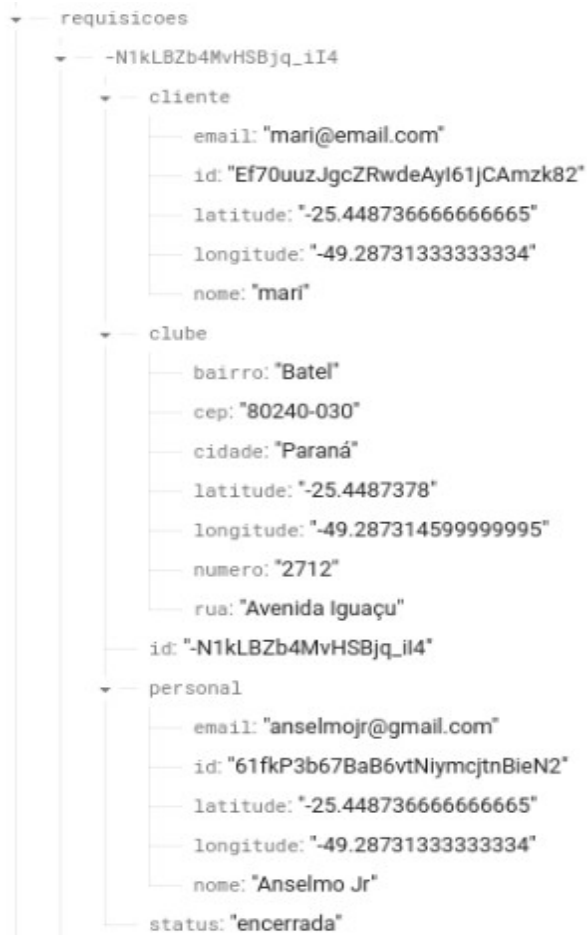 requisicoes
-N1kLBZb4MvHSBjq_iI4
cliente
email: "mari@email.com"
id: "Ef70uuzJgcZRwdeAyI61jCAmzk82"
latitude: "-25.448736666666665"
longitude: "-49.28731333333334"
nome: "mari"
clube
bairro: "Batel"
cep: "80240-030"
cidade: "Paraná"
latitude: "-25.4487378"
longitude: "-49.287314599999995"
numero: "2712"
rua: "Avenida Iguaçu"
id: "-N1kLBZb4MvHSBjq_iI4"
personal
email: "anselmojr@gmail.com"
id: "61fkP3b67BaB6vtNiymcjtnBieN2"
latitude: "-25.448736666666665"
longitude: "-49.28731333333334"
nome: "Anselmo Jr"
status: "encerrada"